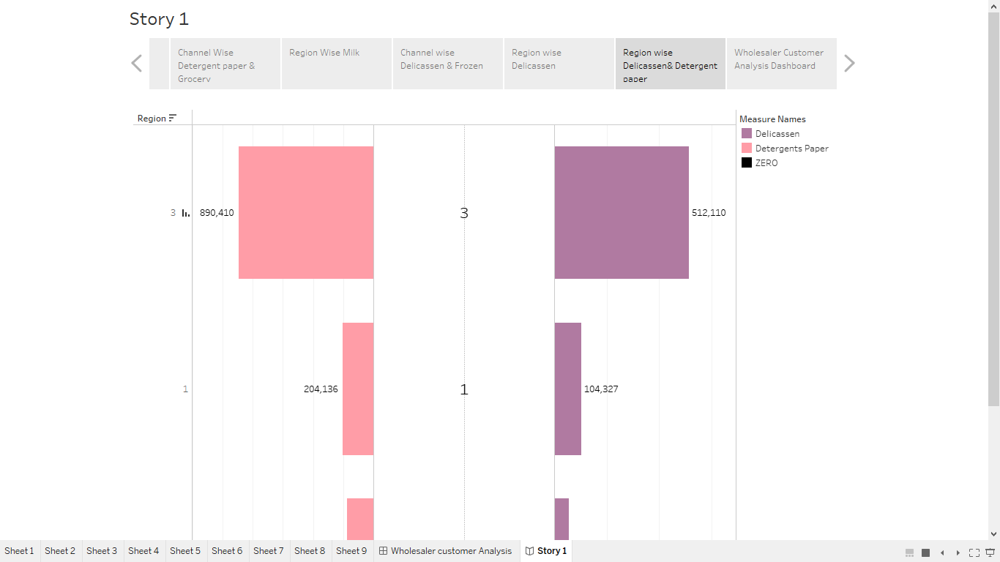 Story 1
Channel Wise
Detergent paper &
Grocery
Region Wise Milk
Channel wise
Delicassen & Frozen
Region wise
Delicassen
Region wise
Delicassen& Detergent
paper
Wholesaler Customer
Analysis Dashboard
Region
Measure Names
Delicassen
Detergents Paper
ZERO
3
890,410
3
512,110
1
204,136
1
104,327
Sheet 1
Sheet 2
Sheet 3
Sheet 4
Sheet 5
Sheet 6
Sheet 7
Sheet 8
Sheet 9
Wholesaler customer Analysis
Story 1